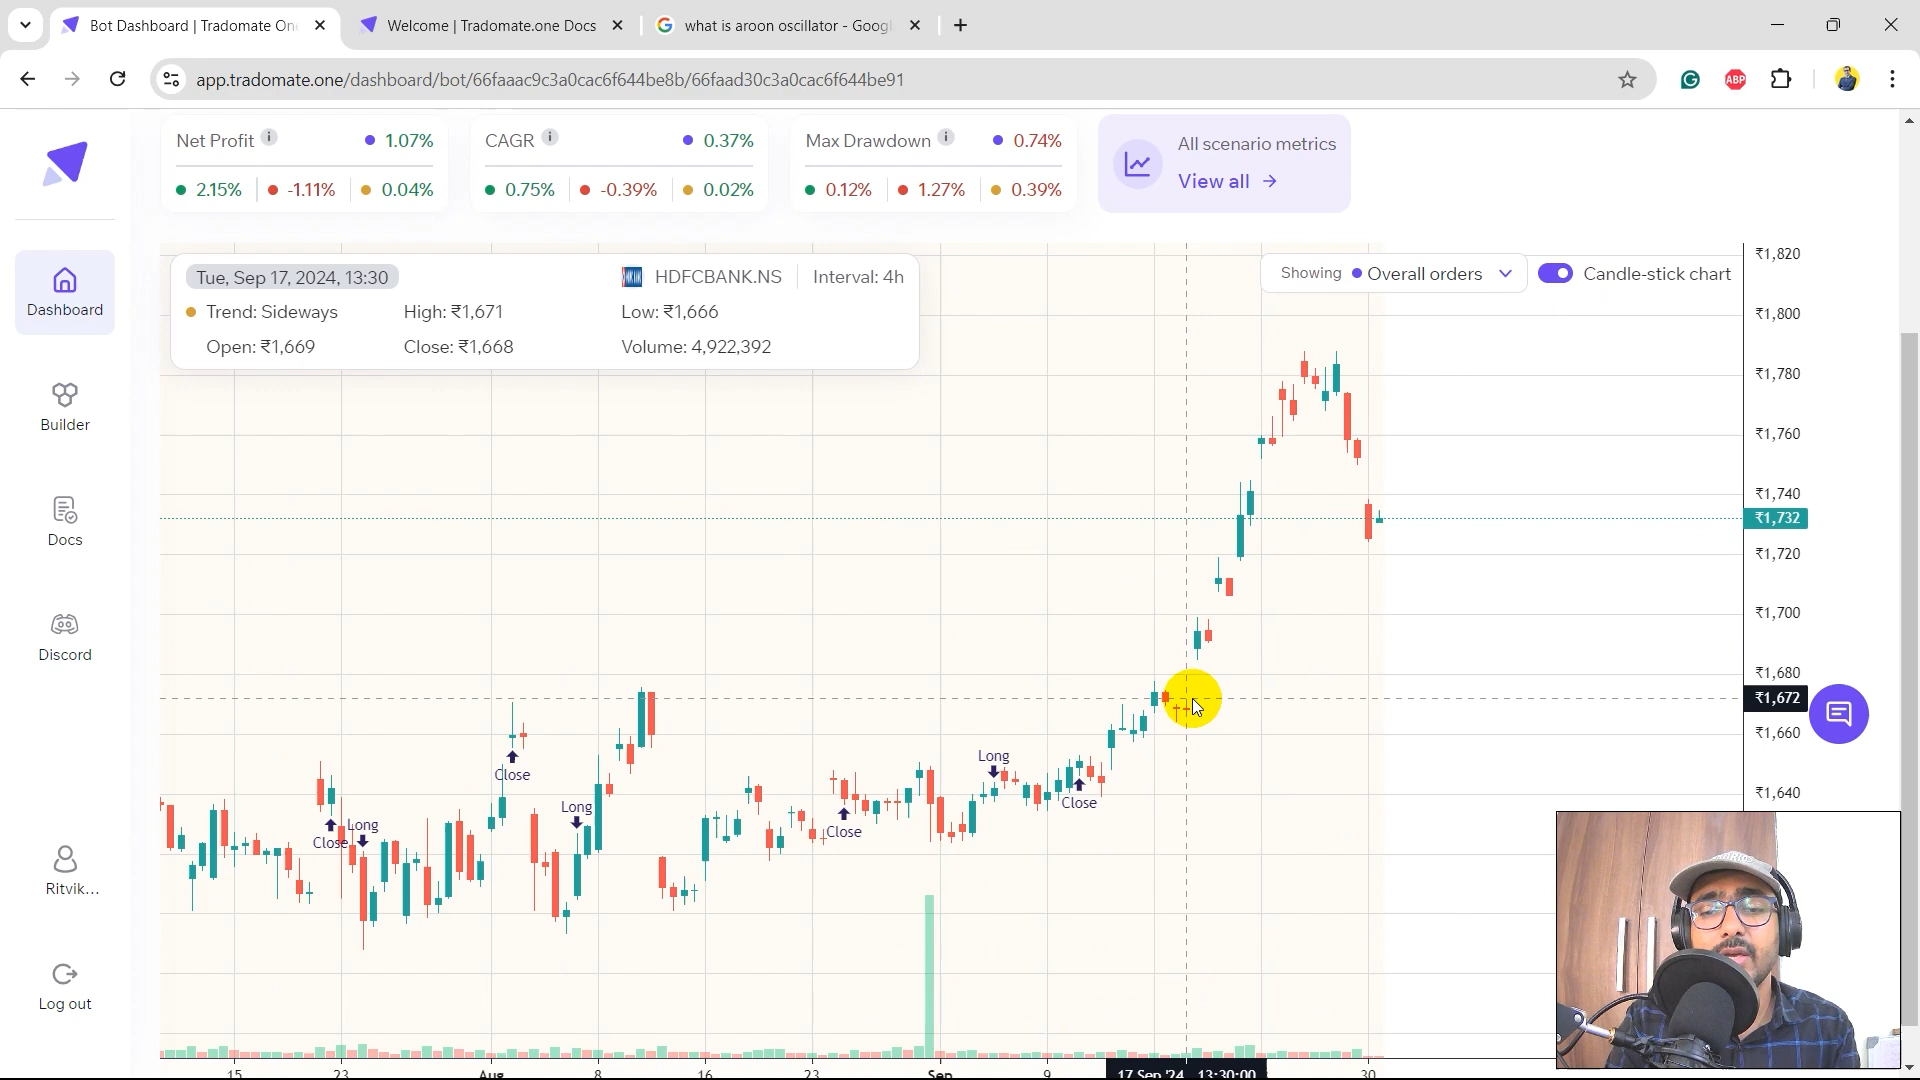 Bot Dashboard | Tradomate On
Welcome | Tradomate.one Docs
what is aroon oscillator - Googl
app.tradomate.one/dashboard/bot/66faaac9c3a0cac6f644be8b/66faad30c3a0cac6f644be91
ABP
Net Profit 1.07%
2.15% -1.11% 0.04%
CAGR 0.37%
0.75% -0.39% 0.02%
Max Drawdown 0.74%
0.12% 1.27% 0.39%
All scenario metrics
View all →
Dashboard
Builder
Docs
Discord
Ritvik...
Log out
Tue, Sep 17, 2024, 13:30
HDFCBANK.NS Interval: 4h
Trend: Sideways High: ₹1,671 Low: ₹1,666
Open: ₹1,669 Close: ₹1,668 Volume: 4,922,392
Showing Overall orders
Candle-stick chart
₹1,820
₹1,800
₹1,780
₹1,760
₹1,740
₹1,732
₹1,720
₹1,700
₹1,680
₹1,672
₹1,660
₹1,640
Close
Long
Close
Long
Close
Long
Close
15 23 Aug 8 16 23 Sep 9 17 Sep '24 13:30:00 30